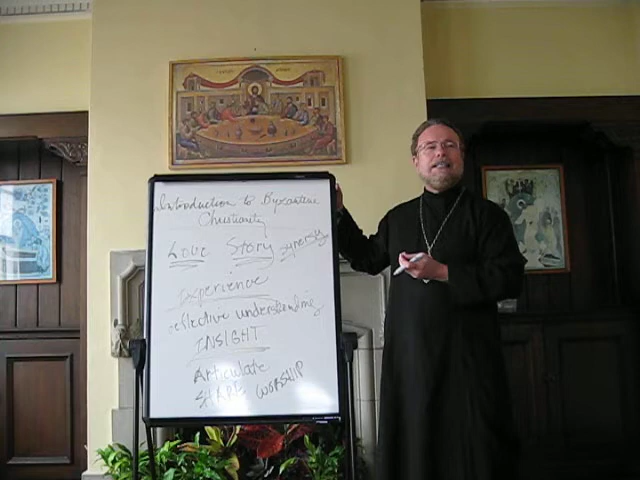 Introduction to Byzantine
Christianity
Love Story synergy
Experience
reflective understanding
INSIGHT
Articulate
SHARE WORSHIP